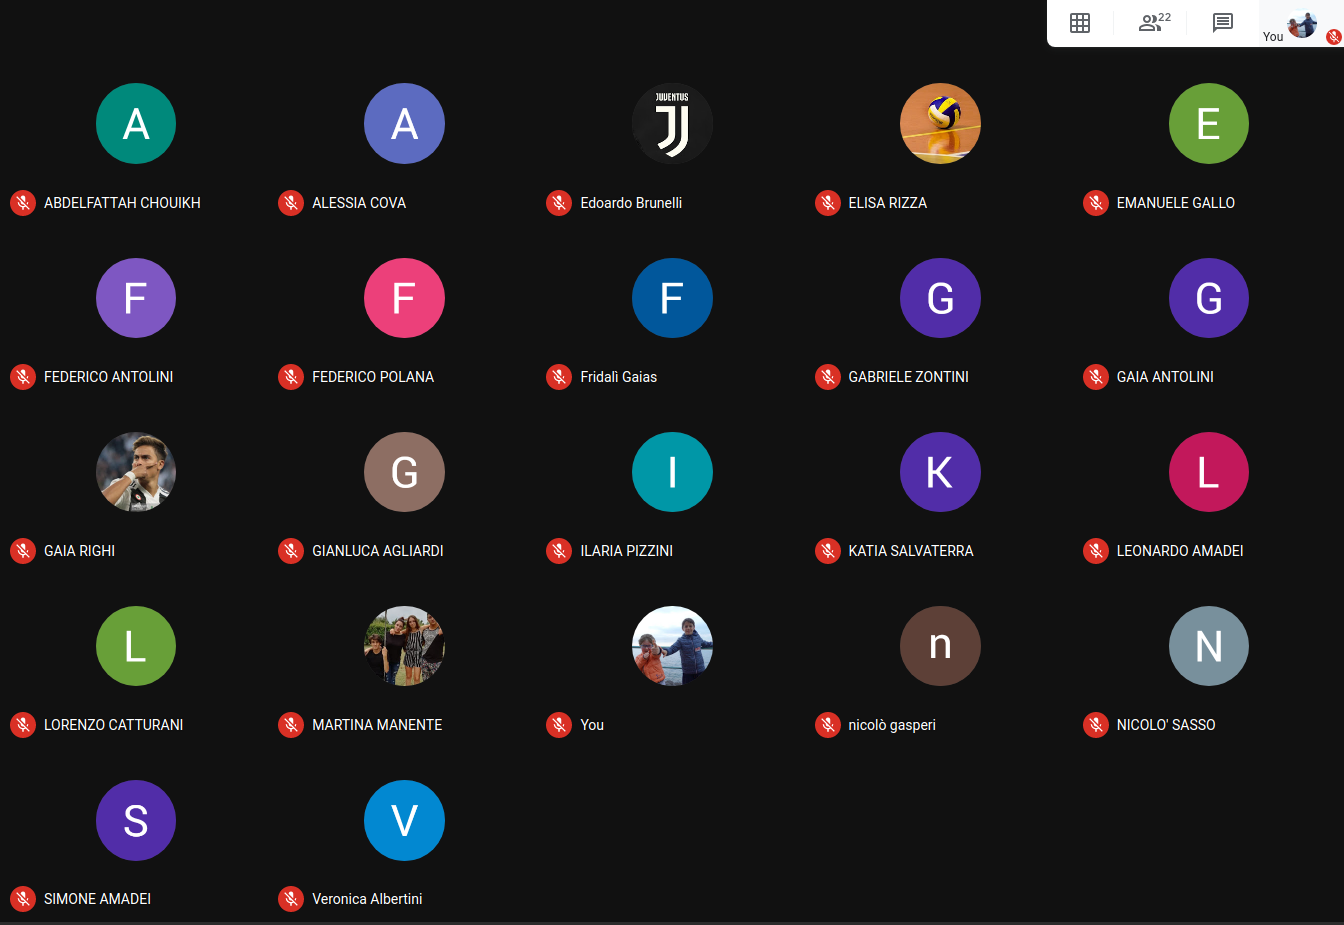 22
You
A
A
JUVENTUS
E
ABDELFATTAH CHOUIKH
ALESSIA COVA
Edoardo Brunelli
ELISA RIZZA
EMANUELE GALLO
F
F
F
G
G
FEDERICO ANTOLINI
FEDERICO POLANA
Fridalì Gaias
GABRIELE ZONTINI
GAIA ANTOLINI
G
I
K
L
GAIA RIGHI
GIANLUCA AGLIARDI
ILARIA PIZZINI
KATIA SALVATERRA
LEONARDO AMADEI
L
n
N
LORENZO CATTURANI
MARTINA MANENTE
You
nicolò gasperi
NICOLO' SASSO
S
V
SIMONE AMADEI
Veronica Albertini